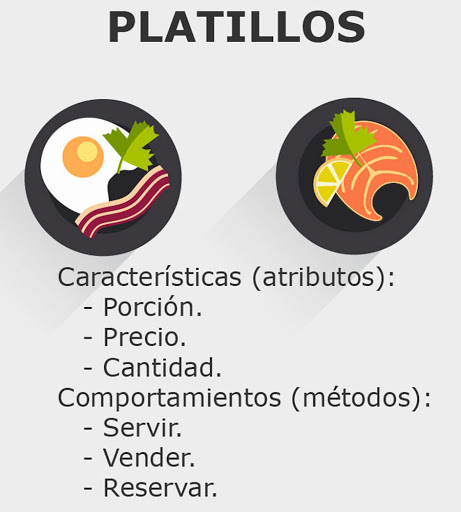 PLATILLOS
Características (atributos):
- Porción.
- Precio.
- Cantidad.
Comportamientos (métodos):
- Servir.
- Vender.
- Reservar.